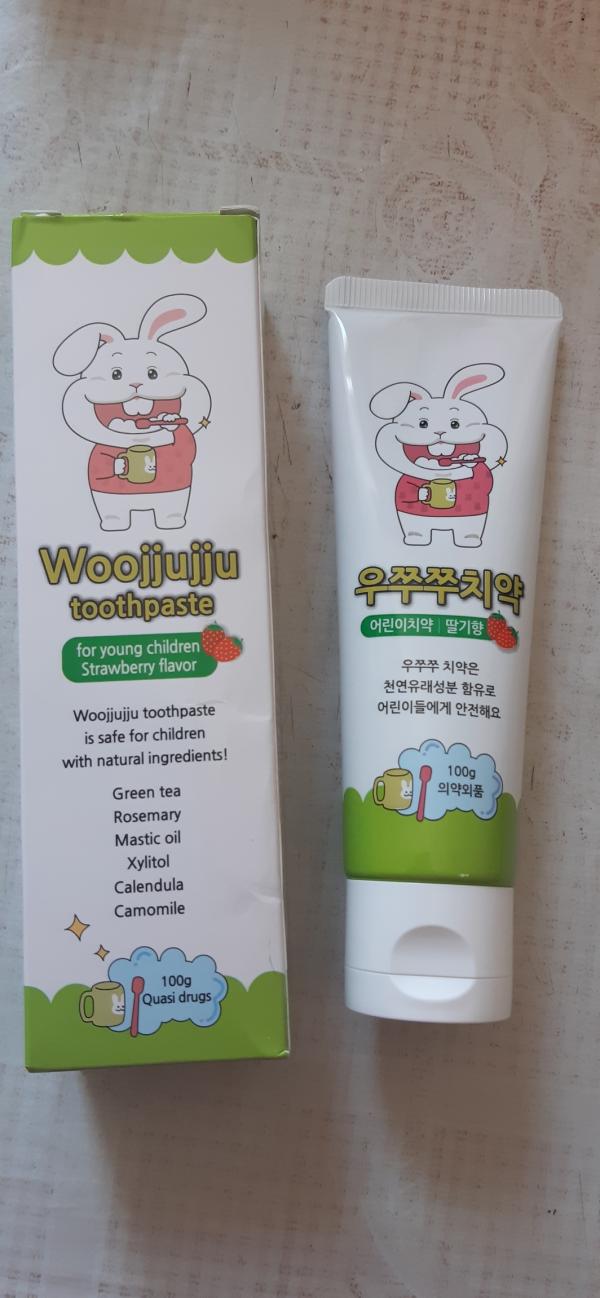 Woojjujju
toothpaste
for young children
Strawberry flavor
Woojjujju toothpaste
is safe for children
with natural ingredients!
Green tea
Rosemary
Mastic oil
Xylitol
Calendula
Camomile
100g
Quasi drugs
우쭈쭈치약
어린이치약 | 딸기향
우쭈쭈 치약은
천연유래성분 함유로
어린이들에게 안전해요
100g
의약외품